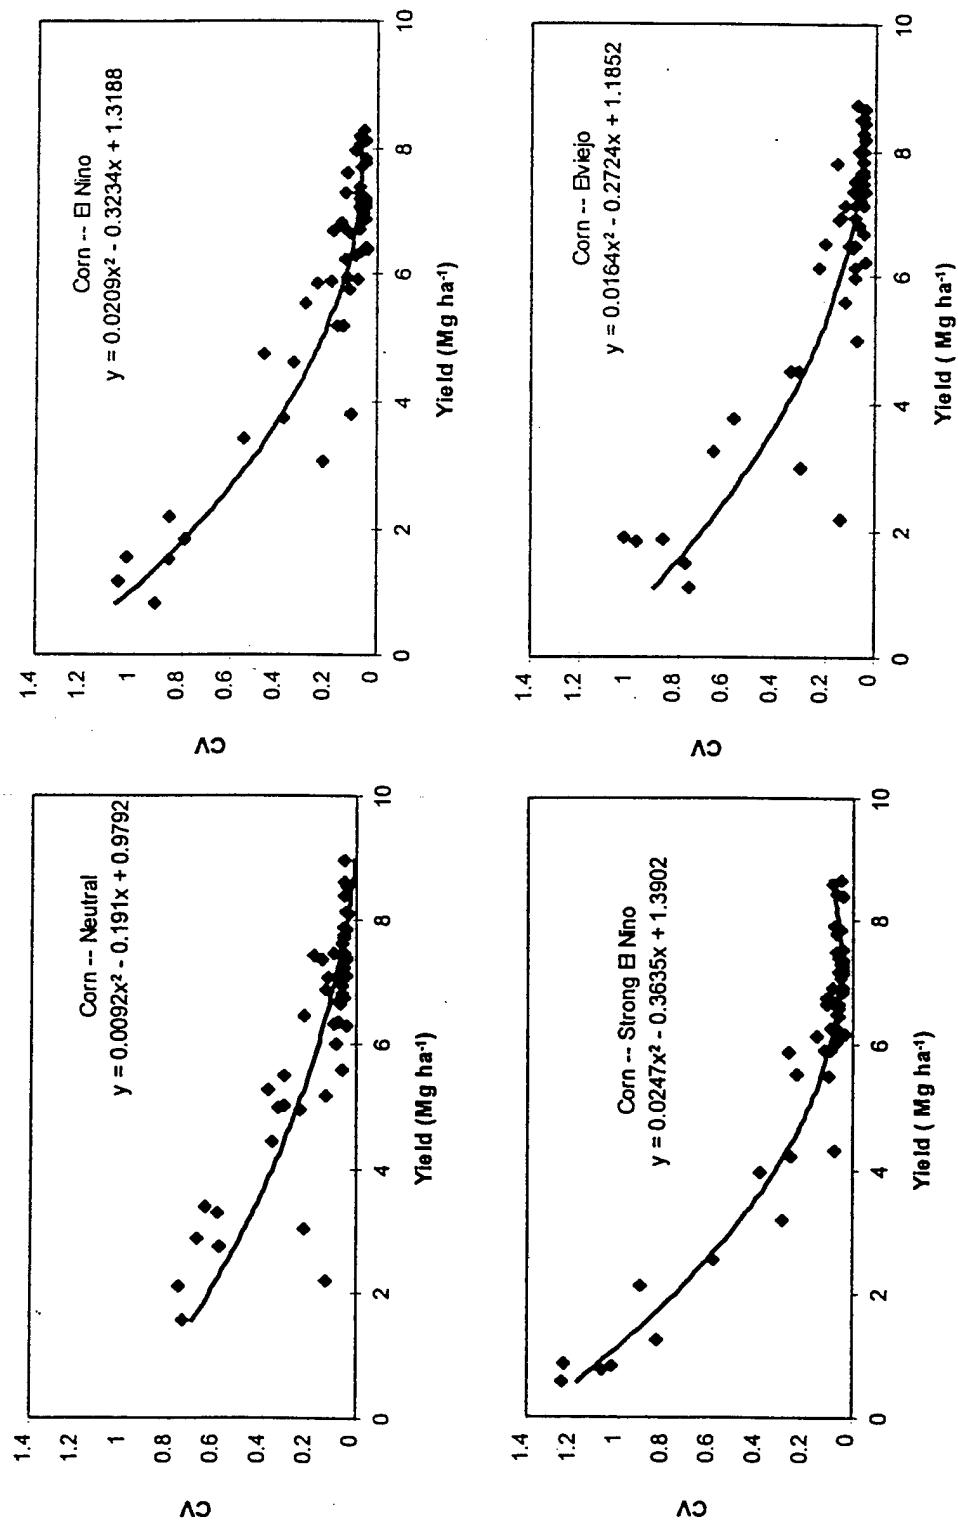 Corn -- Neutral
y = 0.0092x² - 0.191x + 0.9792
1.4
1.2
1
0.8
0.6
0.4
0.2
0
CV
0 2 4 6 8 10
Yield (Mg ha⁻¹)
Corn -- El Nino
y = 0.0209x² - 0.3234x + 1.3188
1.4
1.2
1
0.8
0.6
0.4
0.2
0
CV
0 2 4 6 8 10
Yield (Mg ha⁻¹)
Corn -- Strong El Nino
y = 0.0247x² - 0.3635x + 1.3902
1.4
1.2
1
0.8
0.6
0.4
0.2
0
CV
0 2 4 6 8 10
Yield ( Mg ha⁻¹)
Corn -- Elviejo
y = 0.0164x² - 0.2724x + 1.1852
1.4
1.2
1
0.8
0.6
0.4
0.2
0
CV
0 2 4 6 8 10
Yield ( Mg ha⁻¹)